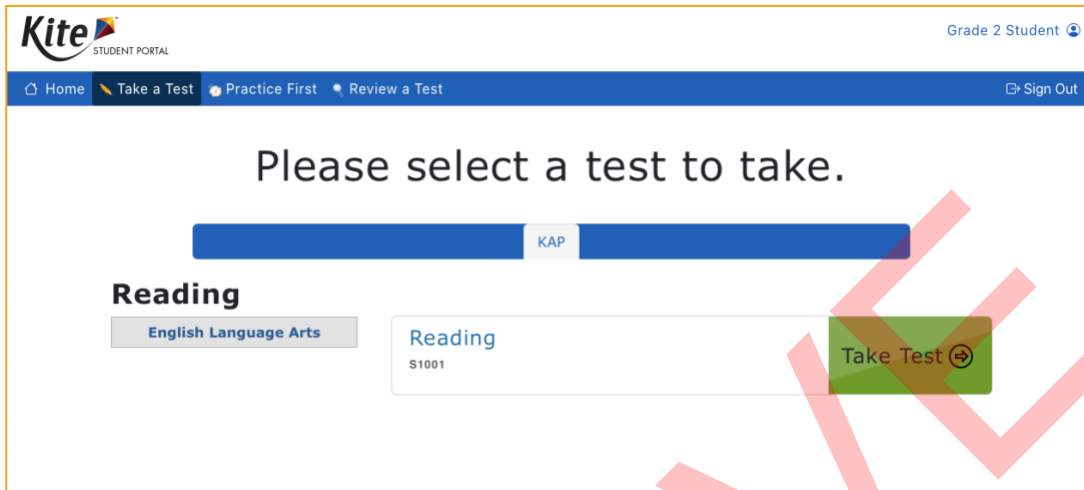 Kite
STUDENT PORTAL
Grade 2 Student
Home Take a Test Practice First Review a Test Sign Out
Please select a test to take.
KAP
Reading
English Language Arts
Reading
S1001
Take Test
VE